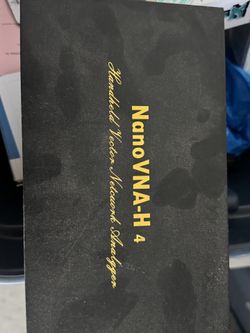 NanoVNA-H 4
Handheld Vector Network Analyzer